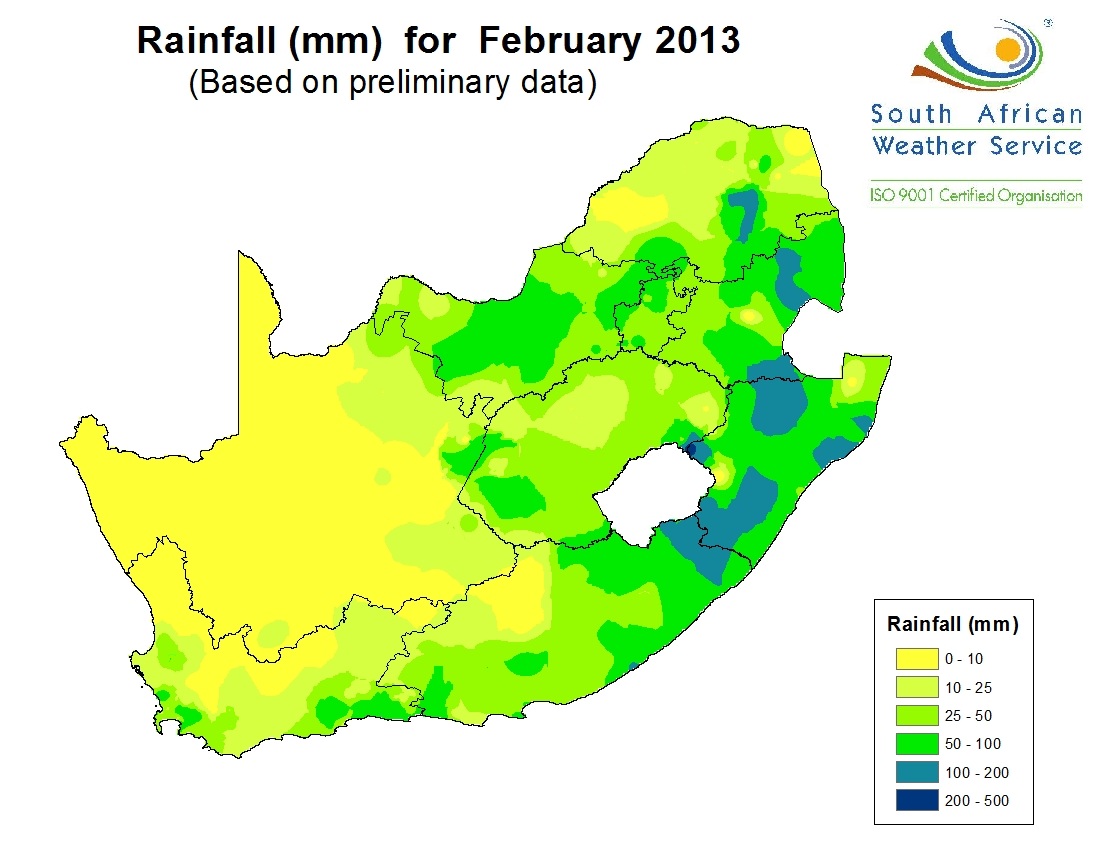 Rainfall (mm) for February 2013
(Based on preliminary data)
®
South African
Weather Service
ISO 9001 Certified Organisation
Rainfall (mm)
0 - 10
10 - 25
25 - 50
50 - 100
100 - 200
200 - 500